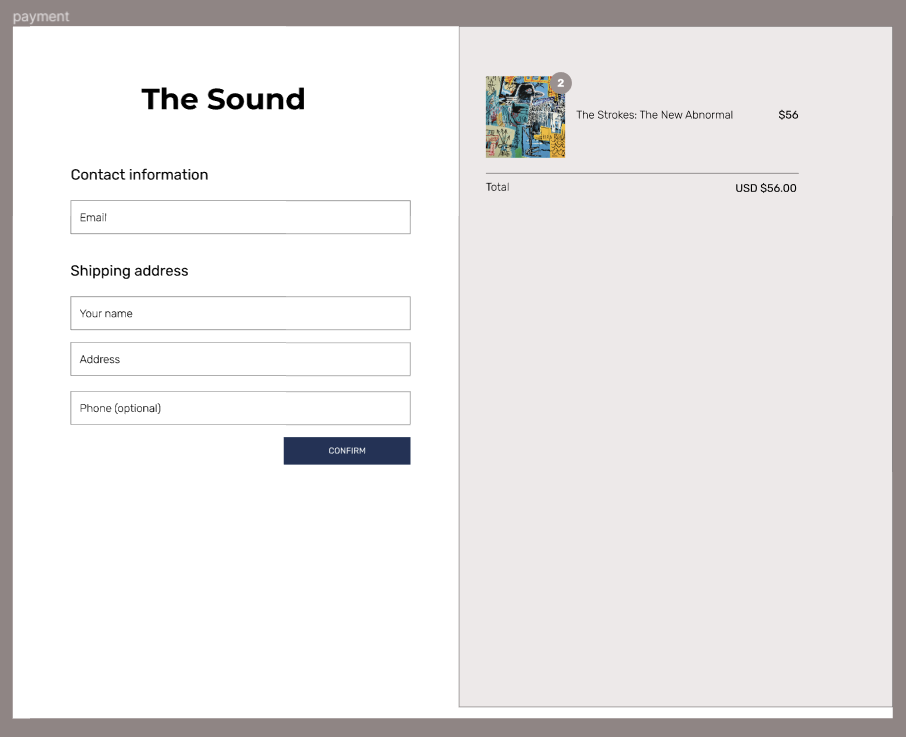 payment
The Sound
Contact information
Email
Shipping address
Your name
Address
Phone (optional)
CONFIRM
2
The Strokes: The New Abnormal $56
Total USD $56.00